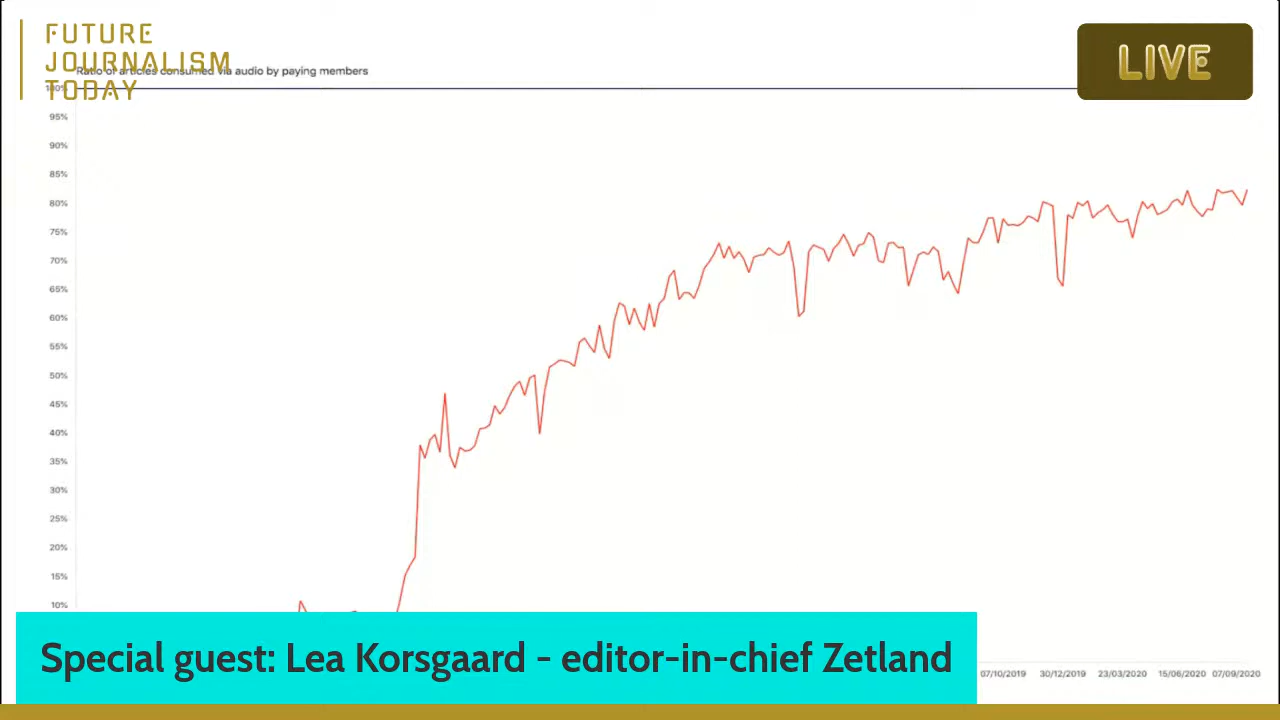 FUTURE
JOURNALISM
TODAY
LIVE
Ratio of articles consumed via audio by paying members
100%
95%
90%
85%
80%
75%
70%
65%
60%
55%
50%
45%
40%
35%
30%
25%
20%
15%
10%
Special guest: Lea Korsgaard - editor-in-chief Zetland
07/10/2019 30/12/2019 23/03/2020 15/06/2020 07/09/2020